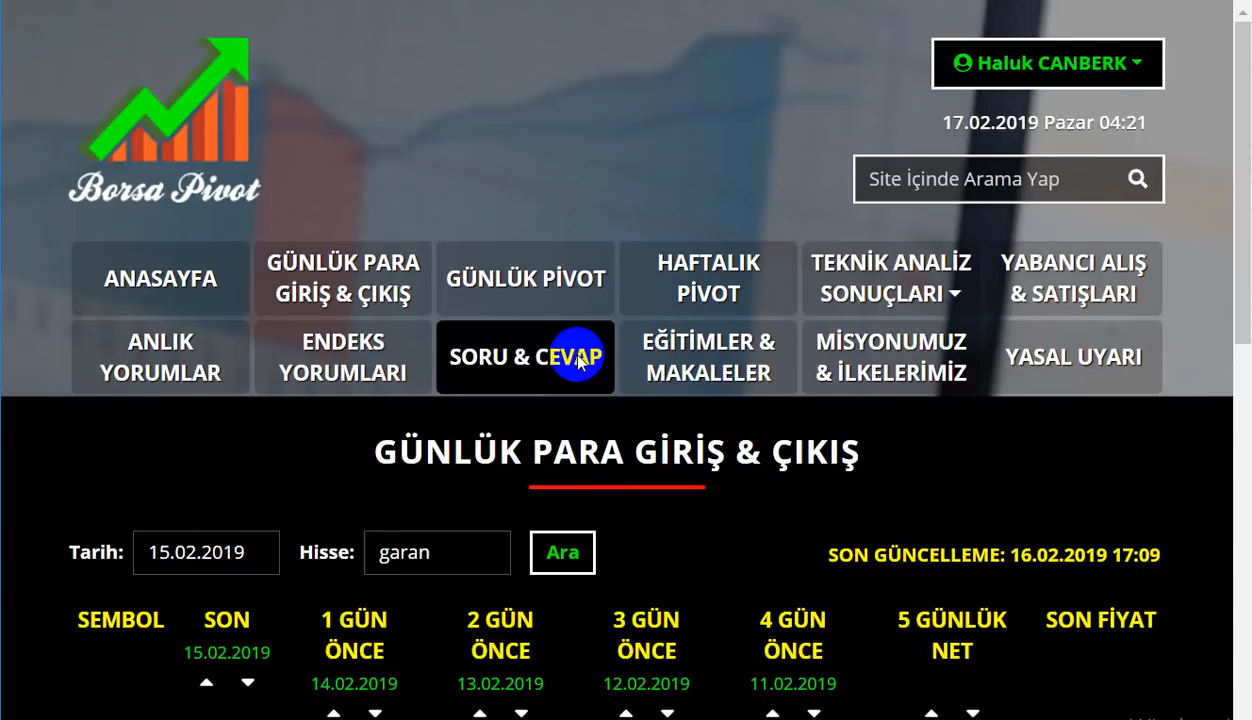 Borsa Pivot
Haluk CANBERK
17.02.2019 Pazar 04:21
Site İçinde Arama Yap
ANASAYFA
GÜNLÜK PARA
GİRİŞ & ÇIKIŞ
GÜNLÜK PİVOT
HAFTALIK
PİVOT
TEKNİK ANALİZ
SONUÇLARI
YABANCI ALIŞ
& SATIŞLARI
ANLIK
YORUMLAR
ENDEKS
YORUMLARI
SORU & CEVAP
EĞİTİMLER &
MAKALELER
MİSYONUMUZ
& İLKELERİMİZ
YASAL UYARI
GÜNLÜK PARA GİRİŞ & ÇIKIŞ
Tarih: 15.02.2019 Hisse: garan Ara
SON GÜNCELLEME: 16.02.2019 17:09
SEMBOL
SON
15.02.2019
1 GÜN
ÖNCE
14.02.2019
2 GÜN
ÖNCE
13.02.2019
3 GÜN
ÖNCE
12.02.2019
4 GÜN
ÖNCE
11.02.2019
5 GÜNLÜK
NET
SON FİYAT